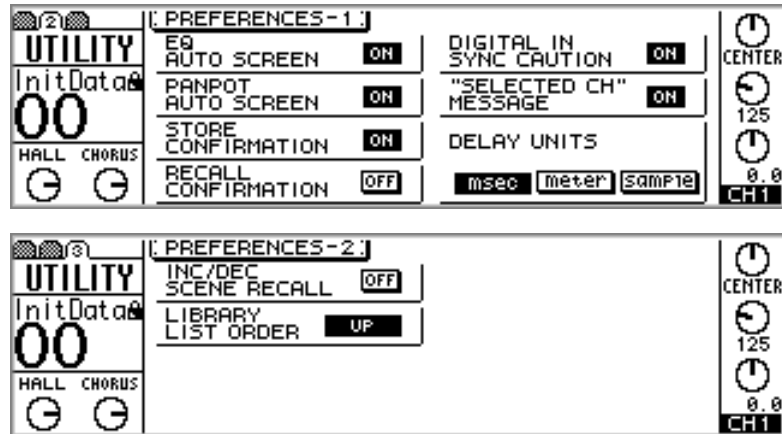 2
PREFERENCES-1
UTILITY
InitData
00
HALL CHORUS
EQ
AUTO SCREEN ON
PANPOT
AUTO SCREEN ON
STORE
CONFIRMATION ON
RECALL
CONFIRMATION OFF
DIGITAL IN
SYNC CAUTION ON
"SELECTED CH"
MESSAGE ON
DELAY UNITS
msec meter sample
CENTER
125
0.0
CH1
3
PREFERENCES-2
UTILITY
InitData
00
HALL CHORUS
INC/DEC
SCENE RECALL OFF
LIBRARY
LIST ORDER UP
CENTER
125
0.0
CH1